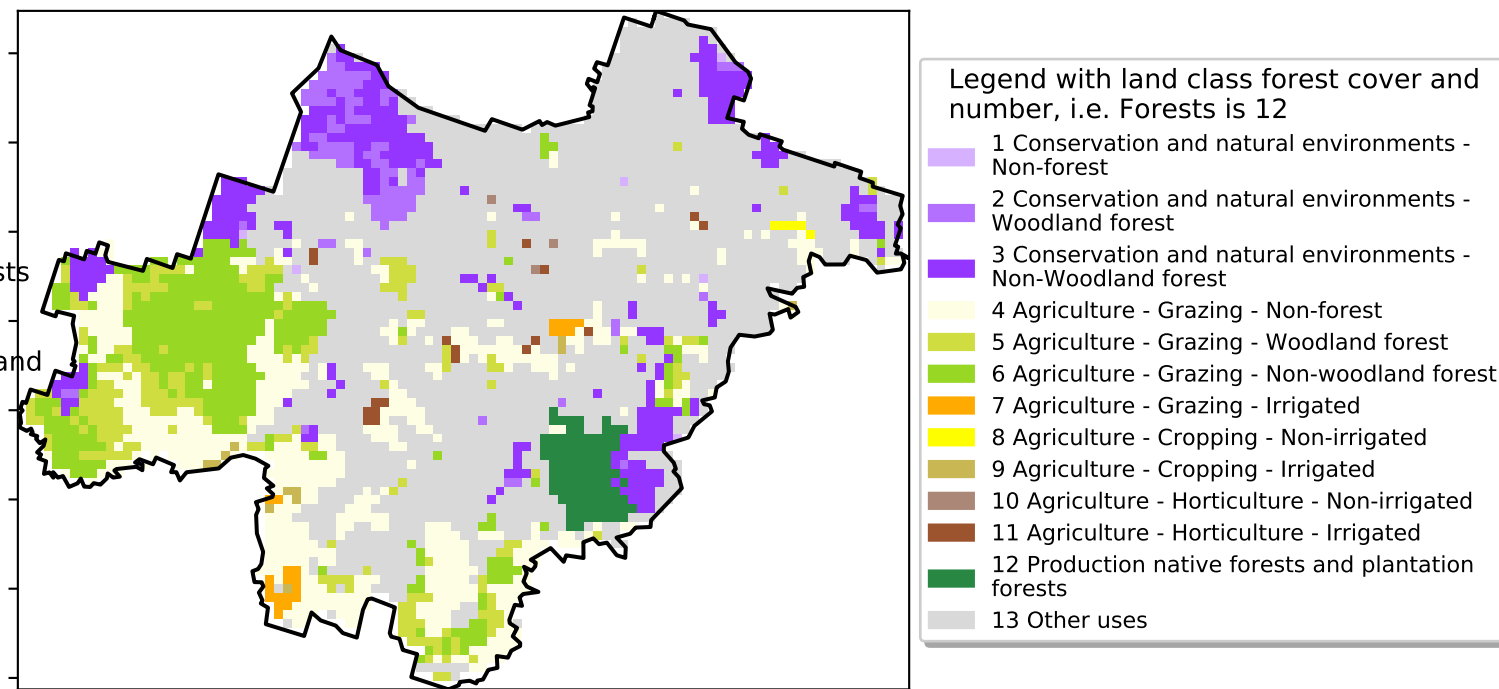 Legend with land class forest cover and
number, i.e. Forests is 12
1 Conservation and natural environments -
Non-forest
2 Conservation and natural environments -
Woodland forest
3 Conservation and natural environments -
Non-Woodland forest
4 Agriculture - Grazing - Non-forest
5 Agriculture - Grazing - Woodland forest
6 Agriculture - Grazing - Non-woodland forest
7 Agriculture - Grazing - Irrigated
8 Agriculture - Cropping - Non-irrigated
9 Agriculture - Cropping - Irrigated
10 Agriculture - Horticulture - Non-irrigated
11 Agriculture - Horticulture - Irrigated
12 Production native forests and plantation
forests
13 Other uses